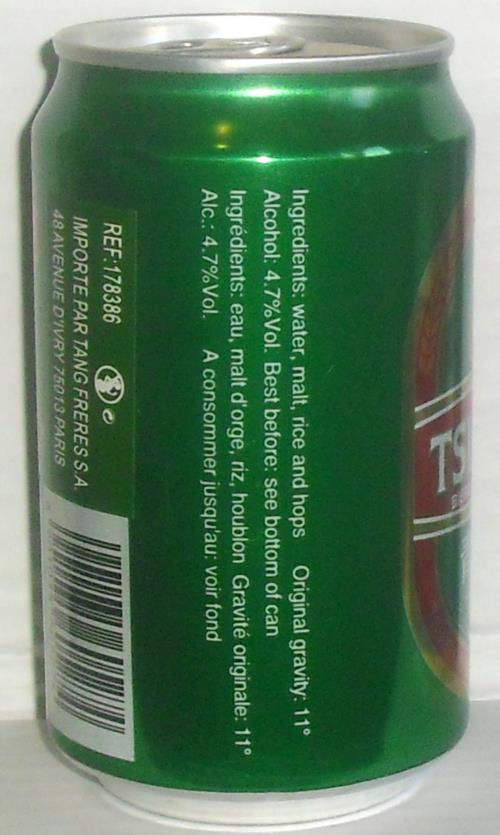 Ingredients: water, malt, rice and hops Original gravity: 11°
Alcohol: 4.7%Vol. Best before: see bottom of can
Ingrédients: eau, malt d'orge, riz, houblon Gravité originale: 11°
Alc.: 4.7%Vol. A consommer jusqu'au: voir fond
REF:178386
IMPORTE PAR TANG FRERES S.A.
48 AVENUE D'IVRY 75013 PARIS